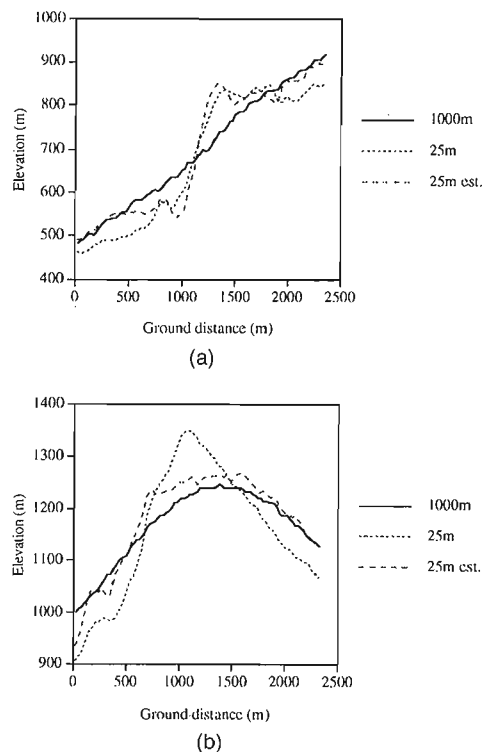 1000
900
800
700
600
500
400
Elevation (m)
0 500 1000 1500 2000 2500
Ground distance (m)
1000m
25m
25m est.
(a)
1400
1300
1200
1100
1000
900
Elevation (m)
0 500 1000 1500 2000 2500
Ground distance (m)
1000m
25m
25m est.
(b)